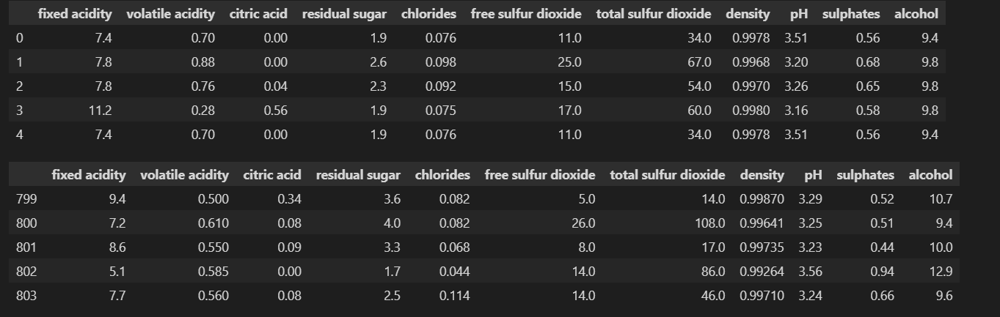 fixed acidity volatile acidity citric acid residual sugar chlorides free sulfur dioxide total sulfur dioxide density pH sulphates alcohol
0 7.4 0.70 0.00 1.9 0.076 11.0 34.0 0.9978 3.51 0.56 9.4
1 7.8 0.88 0.00 2.6 0.098 25.0 67.0 0.9968 3.20 0.68 9.8
2 7.8 0.76 0.04 2.3 0.092 15.0 54.0 0.9970 3.26 0.65 9.8
3 11.2 0.28 0.56 1.9 0.075 17.0 60.0 0.9980 3.16 0.58 9.8
4 7.4 0.70 0.00 1.9 0.076 11.0 34.0 0.9978 3.51 0.56 9.4
fixed acidity volatile acidity citric acid residual sugar chlorides free sulfur dioxide total sulfur dioxide density pH sulphates alcohol
799 9.4 0.500 0.34 3.6 0.082 5.0 14.0 0.99870 3.29 0.52 10.7
800 7.2 0.610 0.08 4.0 0.082 26.0 108.0 0.99641 3.25 0.51 9.4
801 8.6 0.550 0.09 3.3 0.068 8.0 17.0 0.99735 3.23 0.44 10.0
802 5.1 0.585 0.00 1.7 0.044 14.0 86.0 0.99264 3.56 0.94 12.9
803 7.7 0.560 0.08 2.5 0.114 14.0 46.0 0.99710 3.24 0.66 9.6